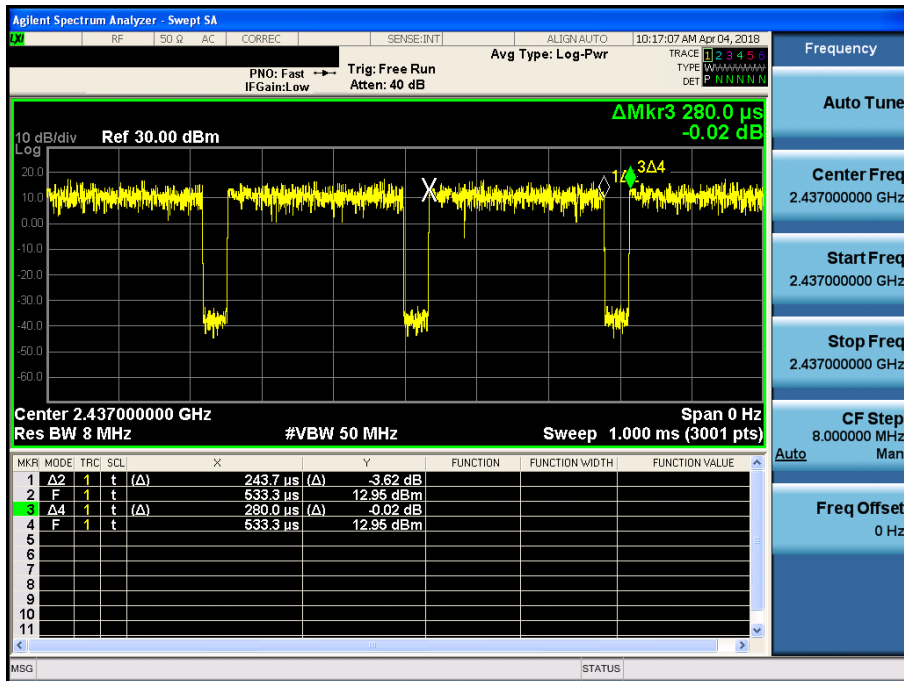 Agilent Spectrum Analyzer - Swept SA
LXI RF 50 Ω AC CORREC SENSE:INT ALIGN AUTO 10:17:07 AM Apr 04, 2018
Frequency
Avg Type: Log-Pwr
TRACE 1 2 3 4 5 6
PNO: Fast Trig: Free Run
TYPE
IFGain:Low Atten: 40 dB
DET P N N N N N
Auto Tune
ΔMkr3 280.0 µs
-0.02 dB
10 dB/div Ref 30.00 dBm
Log
20.0
10.0
0.00
-10.0
-20.0
-30.0
-40.0
-50.0
-60.0
X
3Δ4
Center Freq
2.437000000 GHz
Start Freq
2.437000000 GHz
Stop Freq
2.437000000 GHz
Center 2.437000000 GHz Span 0 Hz
Res BW 8 MHz #VBW 50 MHz Sweep 1.000 ms (3001 pts)
CF Step
8.000000 MHz
Auto Man
MKR MODE TRC SCL X Y FUNCTION FUNCTION WIDTH FUNCTION VALUE
1 Δ2 1 t (Δ) 243.7 µs (Δ) -3.62 dB
2 F 1 t 533.3 µs 12.95 dBm
3 Δ4 1 t (Δ) 280.0 µs (Δ) -0.02 dB
4 F 1 t 533.3 µs 12.95 dBm
5
6
7
8
9
10
11
Freq Offset
0 Hz
MSG STATUS